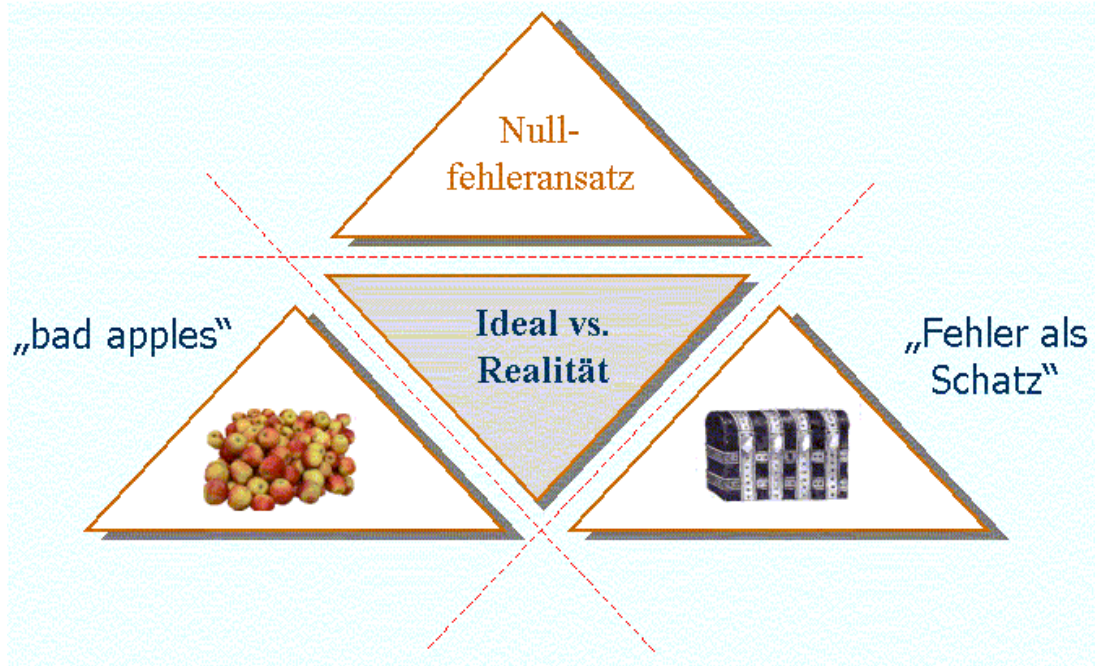 Null-
fehleransatz
Ideal vs.
Realität
„bad apples“
„Fehler als
Schatz“